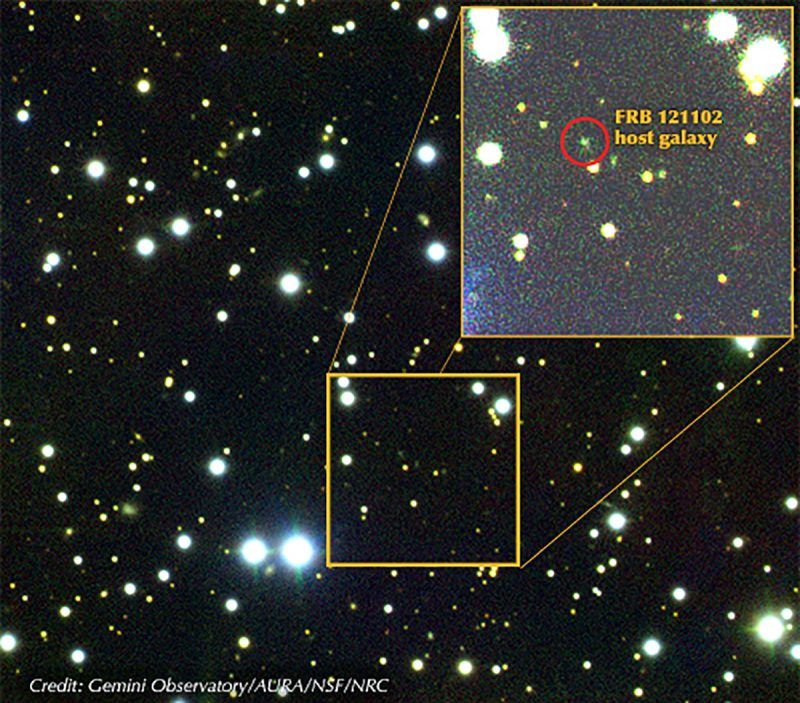 FRB 121102
host galaxy
Credit: Gemini Observatory/AURA/NSF/NRC